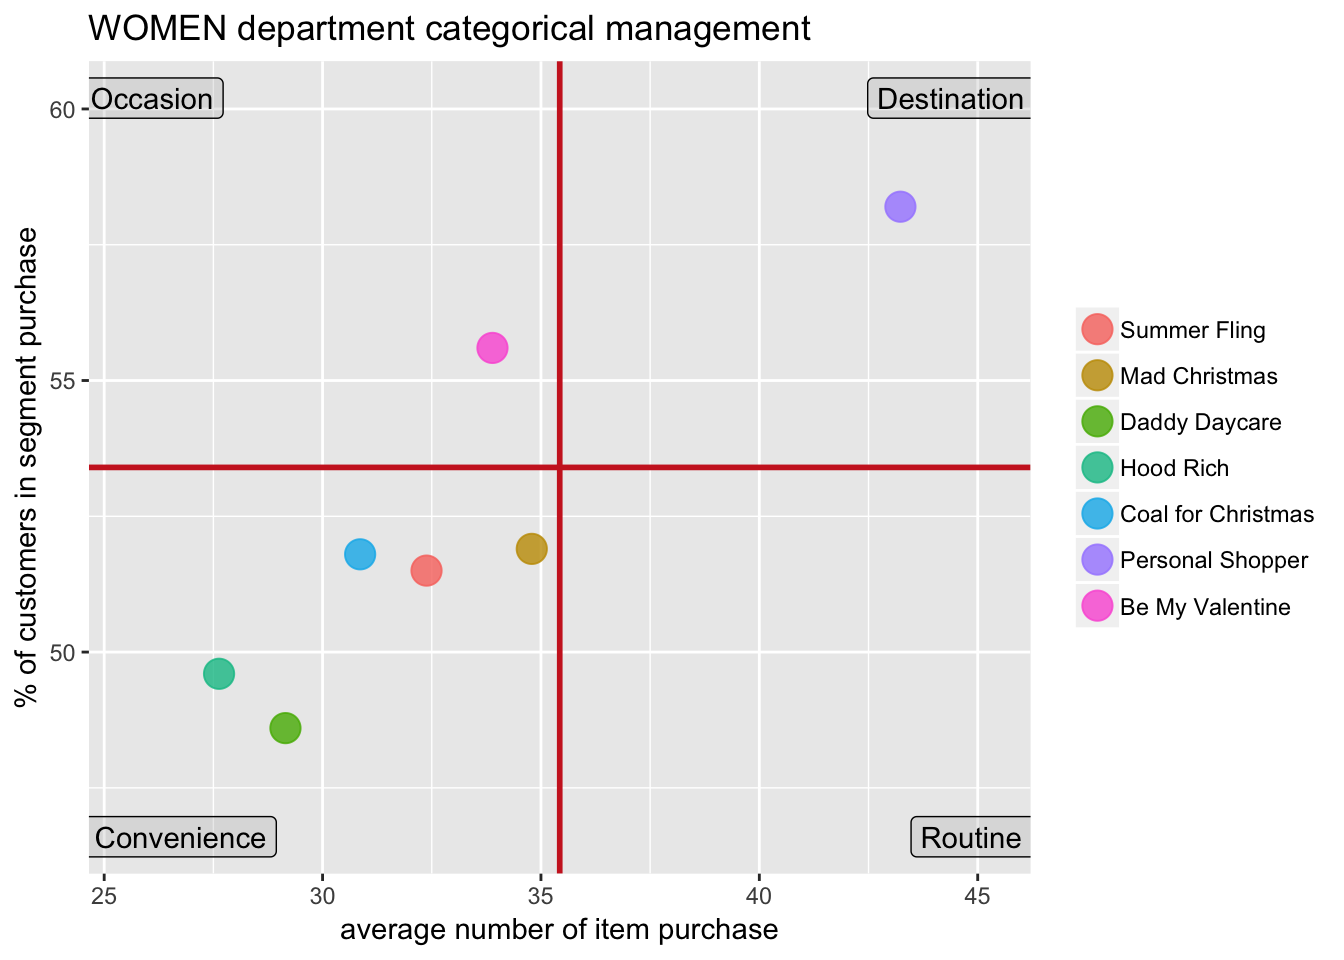 WOMEN department categorical management
Occasion
Destination
60
55
50
% of customers in segment purchase
Convenience
Routine
25 30 35 40 45
average number of item purchase
Summer Fling
Mad Christmas
Daddy Daycare
Hood Rich
Coal for Christmas
Personal Shopper
Be My Valentine